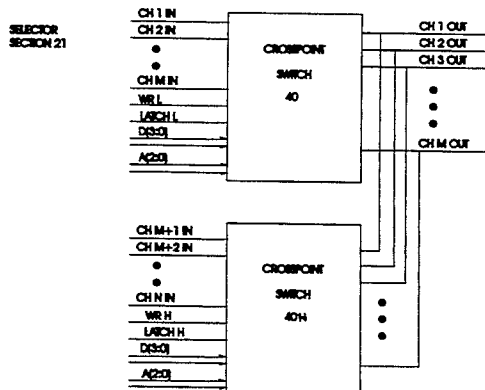 SELECTOR
SECTION 21
CH 1 IN
CH 2 IN
CH M IN
WR L
LATCH L
D(3:0)
A(2:0)
CROSSPOINT
SWITCH
40
CH 1 OUT
CH 2 OUT
CH 3 OUT
CH M OUT
CH M+1 IN
CH M+2 IN
CH N IN
WR H
LATCH H
D(3:0)
A(2:0)
CROSSPOINT
SWITCH